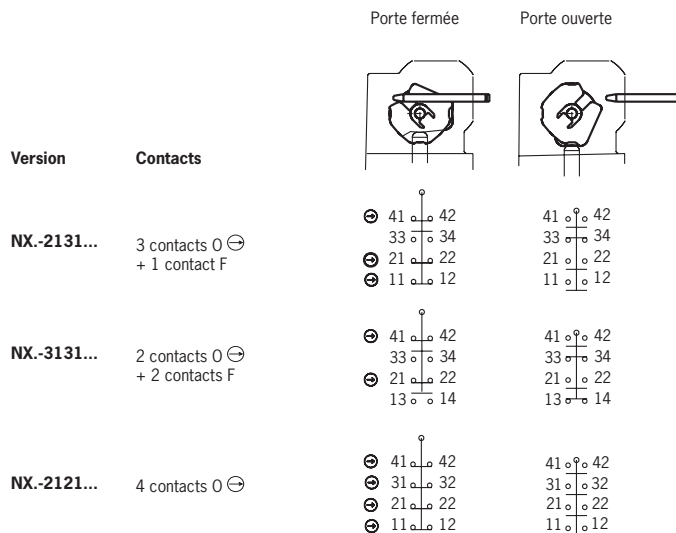 Porte fermée Porte ouverte
Version Contacts
NX.-2131... 3 contacts O
+ 1 contact F
41 42 41 42
33 34 33 34
21 22 21 22
11 12 11 12
NX.-3131... 2 contacts O
+ 2 contacts F
41 42 41 42
33 34 33 34
21 22 21 22
13 14 13 14
NX.-2121... 4 contacts O
41 42 41 42
31 32 31 32
21 22 21 22
11 12 11 12